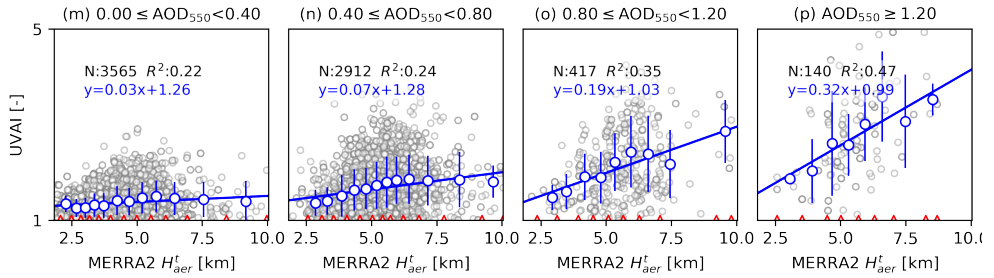 (m) 0.00 ≤ AOD₅₅₀<0.40
(n) 0.40 ≤ AOD₅₅₀<0.80
(o) 0.80 ≤ AOD₅₅₀<1.20
(p) AOD₅₅₀ ≥ 1.20
5
UVAI [-]
1
N:3565 R²:0.22
y=0.03x+1.26
N:2912 R²:0.24
y=0.07x+1.28
N:417 R²:0.35
y=0.19x+1.03
N:140 R²:0.47
y=0.32x+0.99
2.5 5.0 7.5 10.0
2.5 5.0 7.5 10.0
2.5 5.0 7.5 10.0
2.5 5.0 7.5 10.0
MERRA2 Hᵗₐₑᵣ [km]
MERRA2 Hᵗₐₑᵣ [km]
MERRA2 Hᵗₐₑᵣ [km]
MERRA2 Hᵗₐₑᵣ [km]